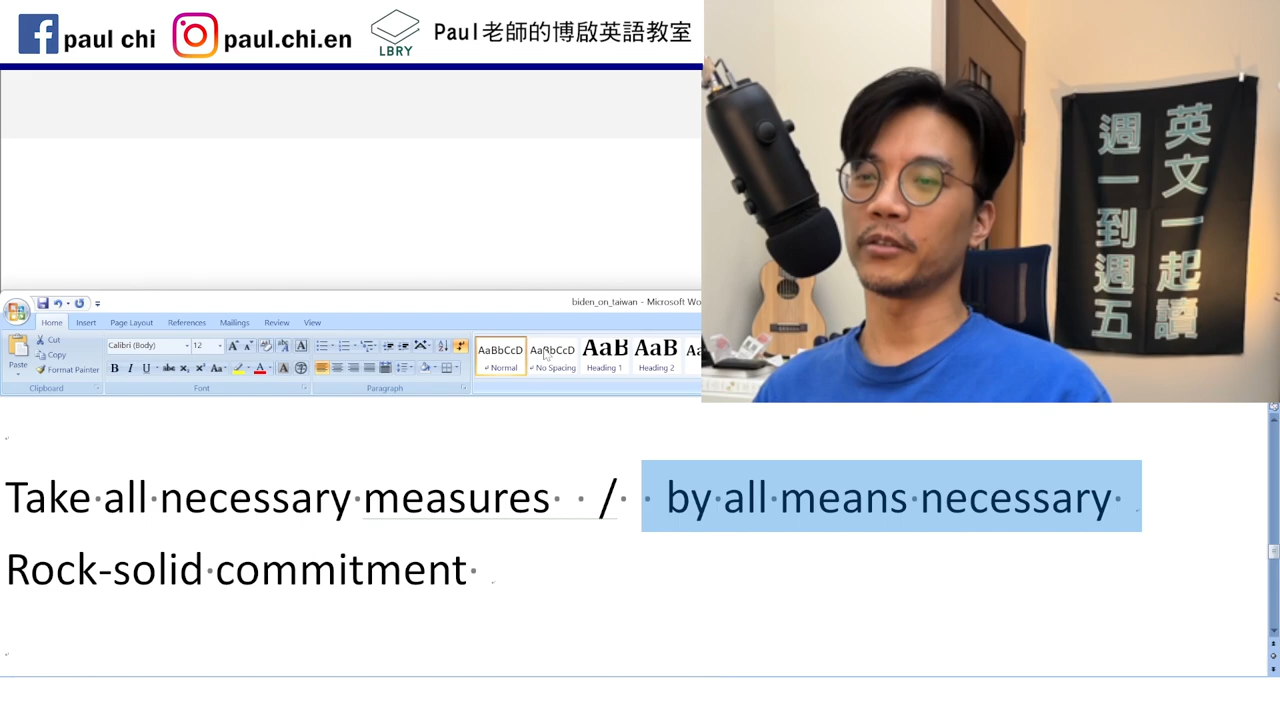 paul chi
paul.chi.en
LBRY
Paul老師的博啟英語教室
英文一起讀
週一到週五
biden_on_taiwan - Microsoft Wo
Home Insert Page Layout References Mailings Review View
Paste
Cut
Copy
Format Painter
Calibri (Body) 12
AaBbCcD AaBbCcD AaB AaB Aa
Normal No Spacing Heading 1 Heading 2
Clipboard Font Paragraph
Take all necessary measures / by all means necessary
Rock-solid commitment